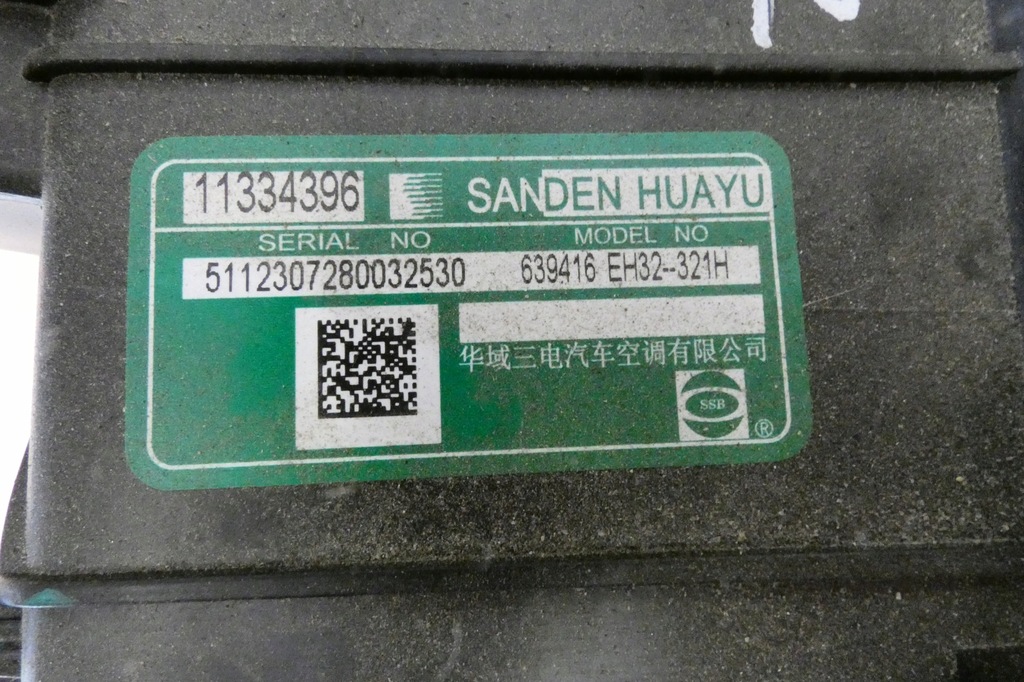 11334396 SANDEN HUAYU
SERIAL NO MODEL NO
5112307280032530 639416 EH32--321H
华域三电汽车空调有限公司
SSB ®